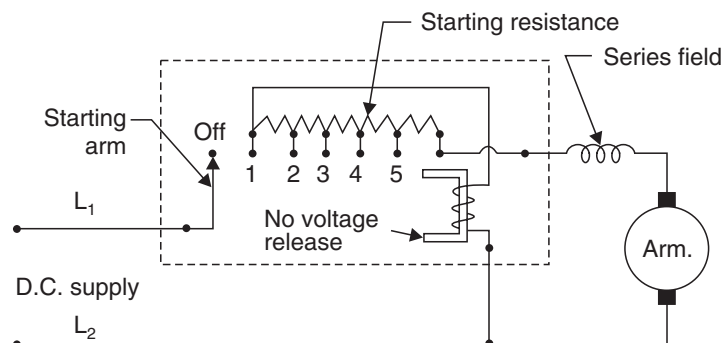 Starting resistance
Series field
Starting
arm
Off
1 2 3 4 5
L₁
No voltage
release
Arm.
D.C. supply
L₂